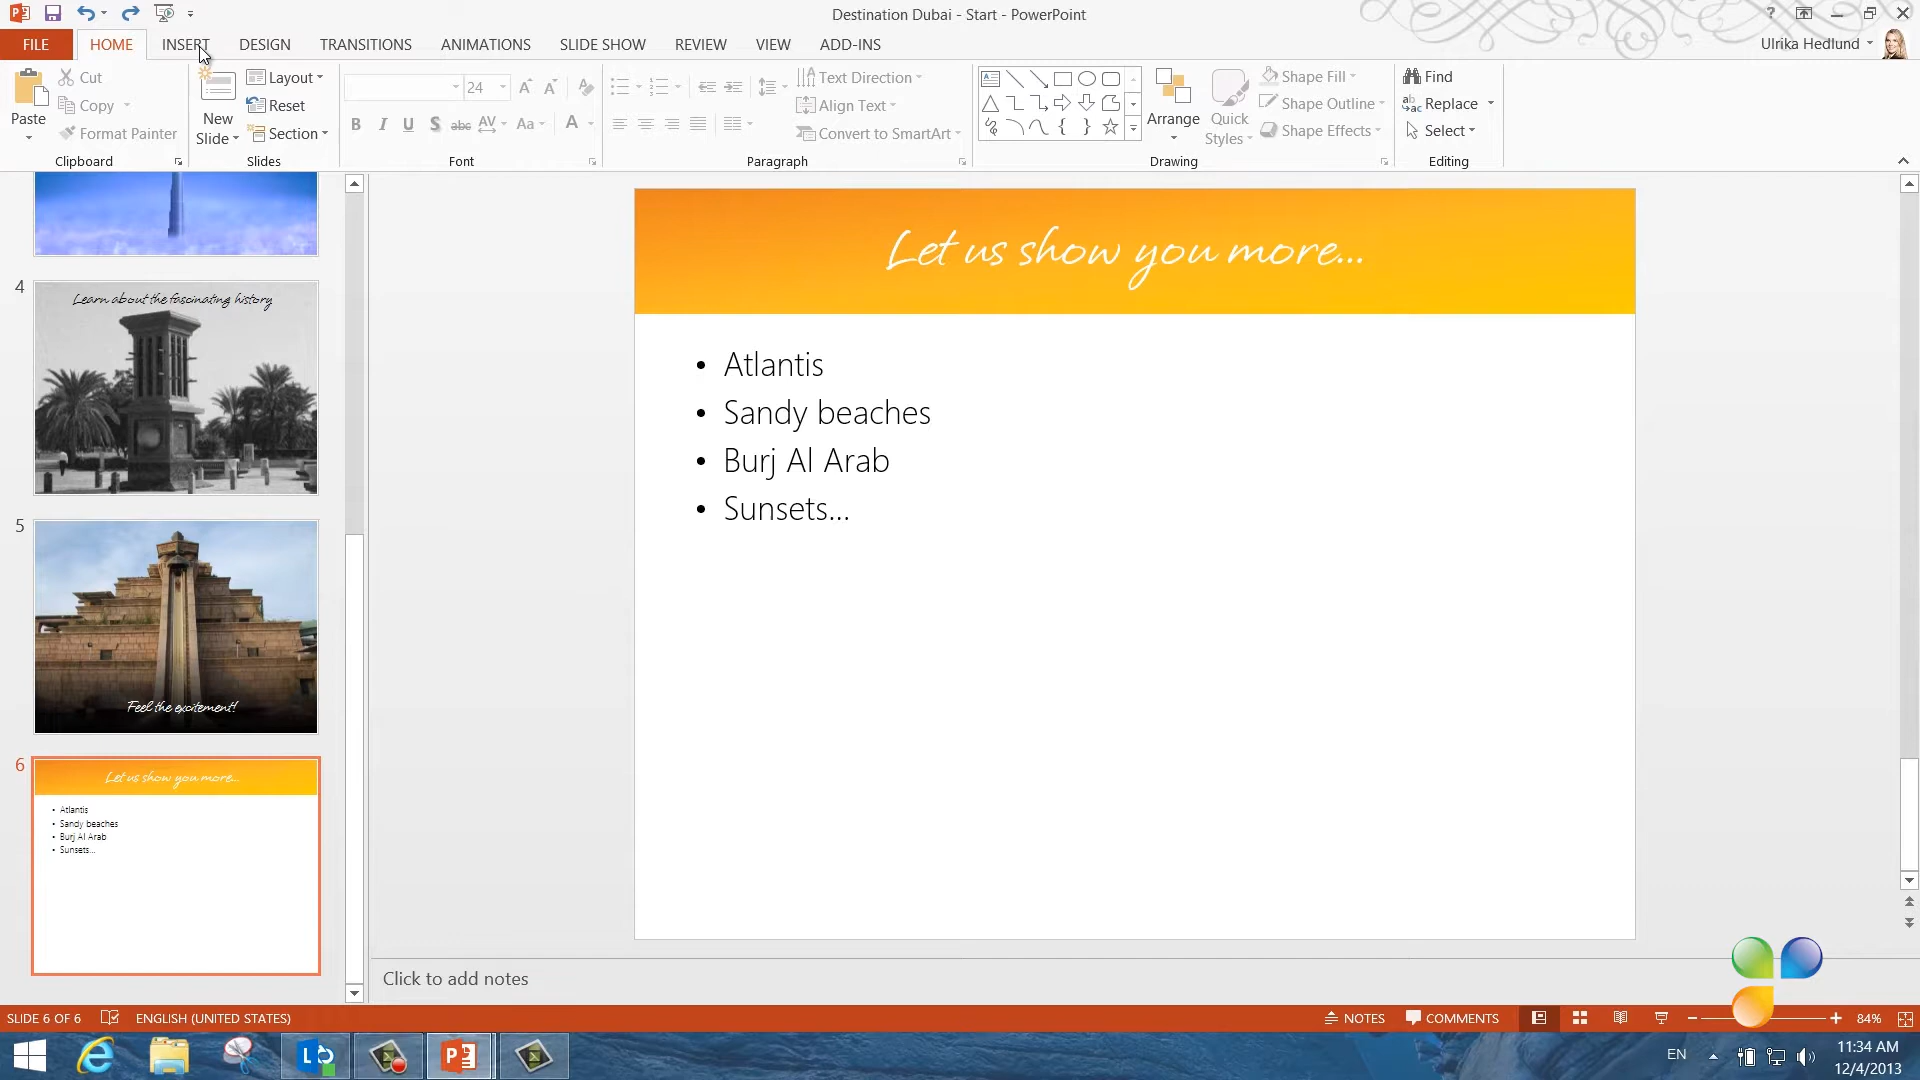 Destination Dubai - Start - PowerPoint
?
FILE
HOME
INSERT
DESIGN
TRANSITIONS
ANIMATIONS
SLIDE SHOW
REVIEW
VIEW
ADD-INS
Ulrika Hedlund
Paste
Cut
Copy
Format Painter
Clipboard
New
Slide
Layout
Reset
Section
Slides
24
B I U S abc AV Aa A
Font
Text Direction
Align Text
Convert to SmartArt
Paragraph
Arrange
Quick
Styles
Shape Fill
Shape Outline
Shape Effects
Drawing
Find
Replace
Select
Editing
4
Learn about the fascinating history
5
Feel the excitement!
6
Let us show you more...
• Atlantis
• Sandy beaches
• Burj Al Arab
• Sunsets...
Let us show you more...
• Atlantis
• Sandy beaches
• Burj Al Arab
• Sunsets...
Click to add notes
SLIDE 6 OF 6
ENGLISH (UNITED STATES)
NOTES
COMMENTS
84%
EN
11:34 AM
12/4/2013